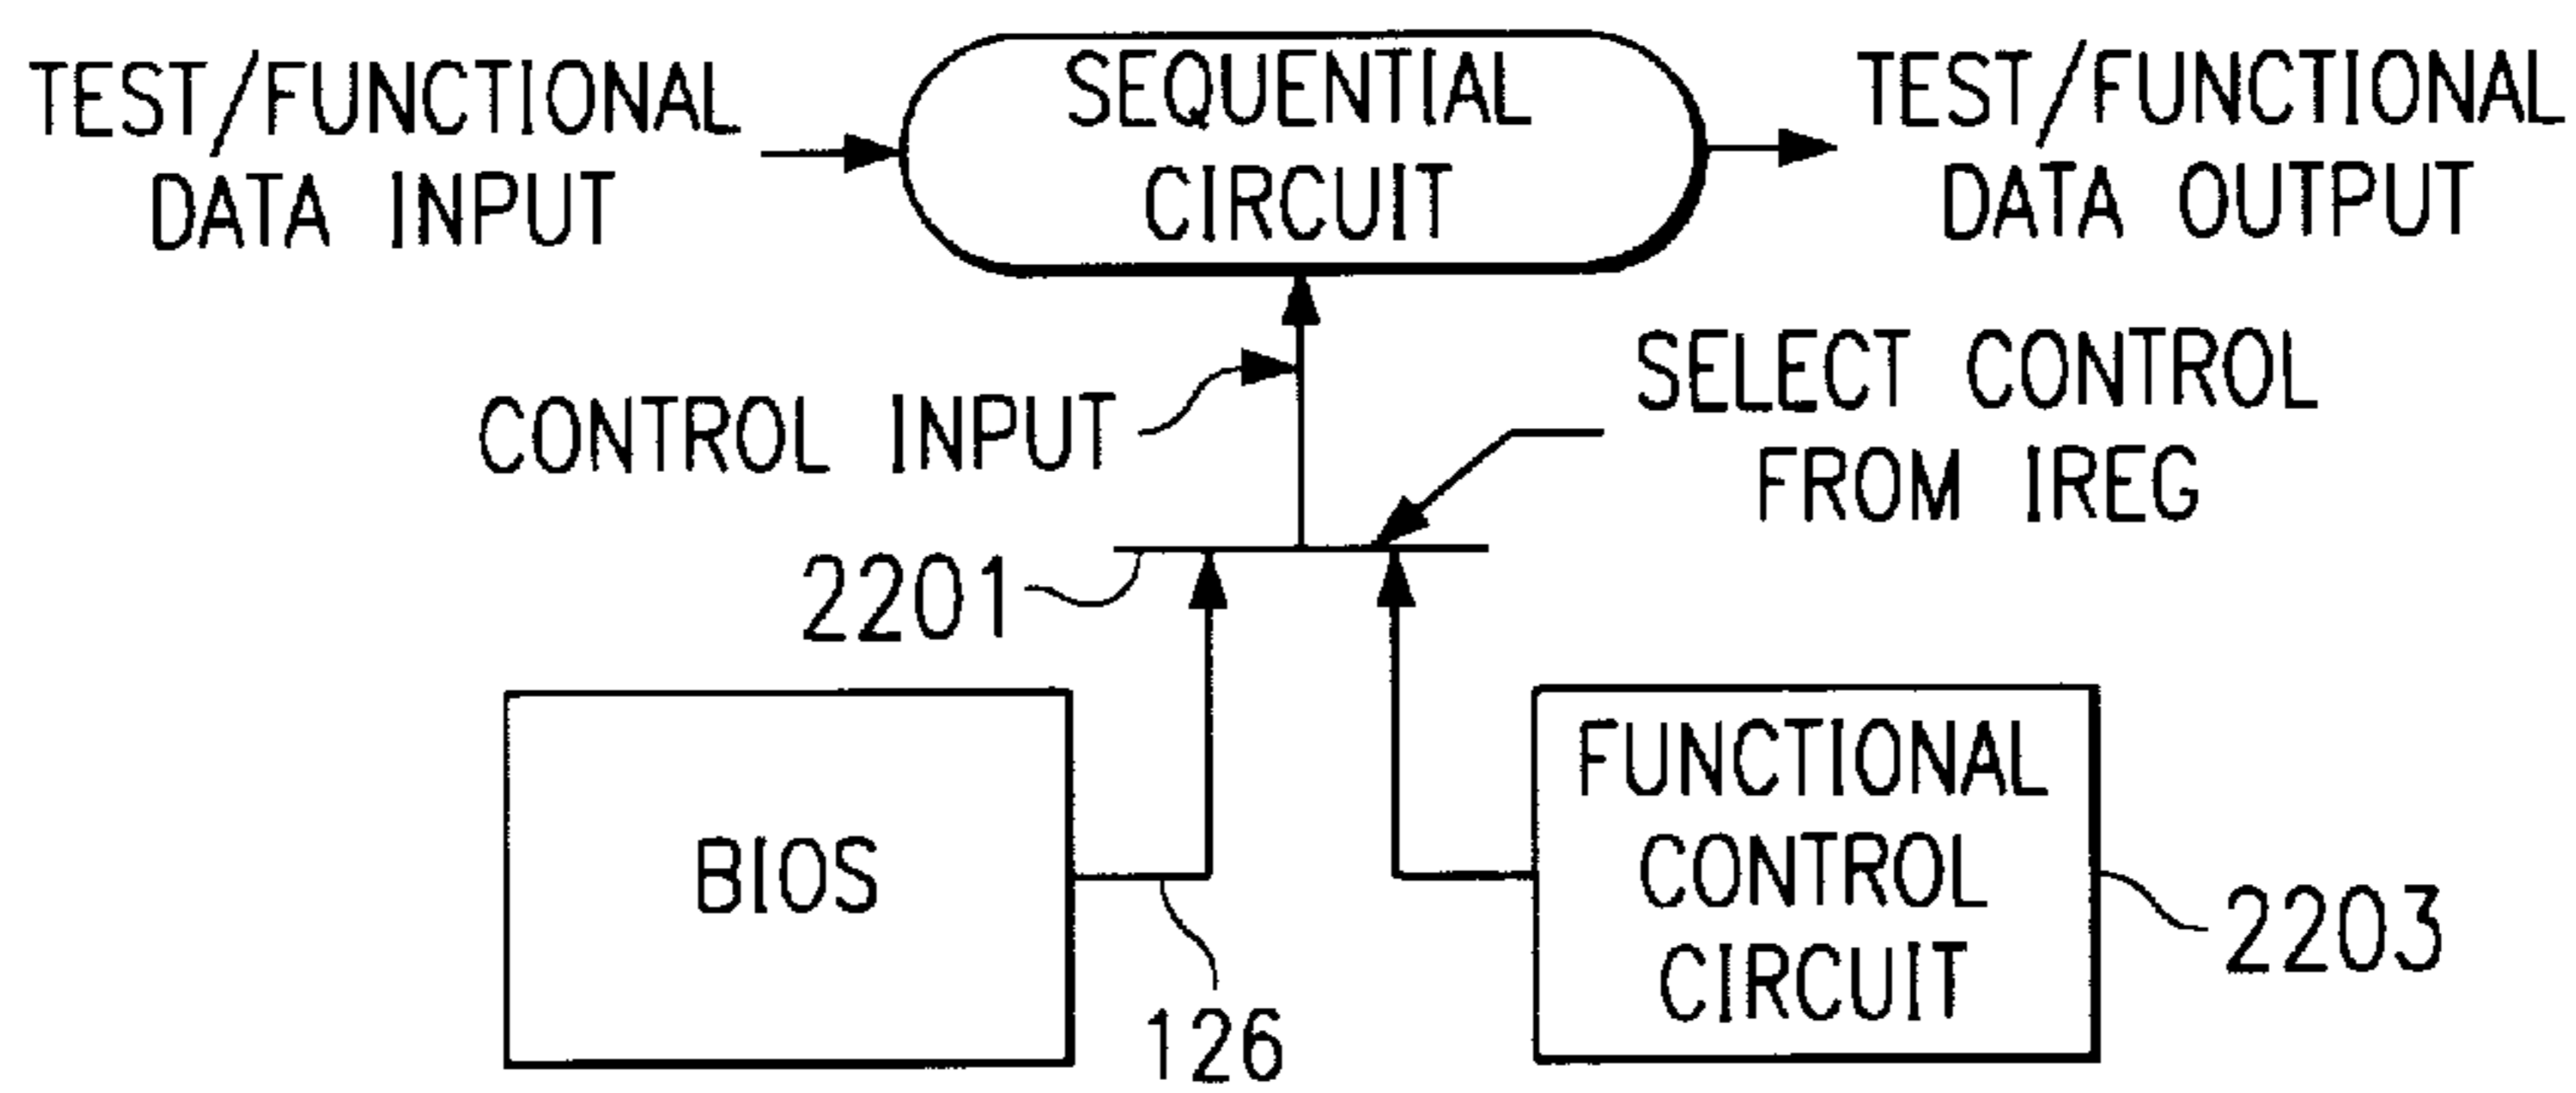 TEST/FUNCTIONAL
DATA INPUT
SEQUENTIAL
CIRCUIT
TEST/FUNCTIONAL
DATA OUTPUT
CONTROL INPUT
SELECT CONTROL
FROM IREG
2201
BIOS
126
FUNCTIONAL
CONTROL
CIRCUIT
2203